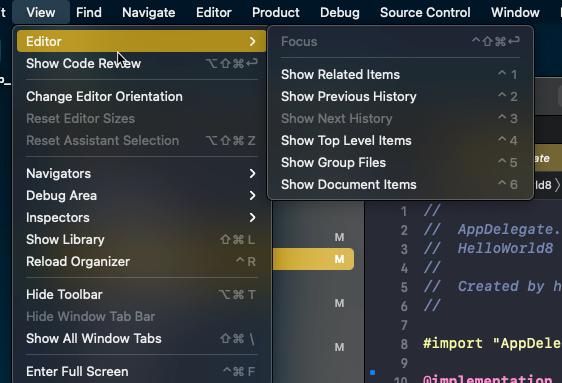 t View Find Navigate Editor Product Debug Source Control Window
Editor
Show Code Review ⌥⇧⌘↩
Change Editor Orientation
Reset Editor Sizes
Reset Assistant Selection ⌥⇧⌘Z
Navigators
Debug Area
Inspectors
Show Library ⇧⌘L
Reload Organizer ^R
Hide Toolbar ⌥⌘T
Hide Window Tab Bar
Show All Window Tabs ⇧⌘\
Enter Full Screen ^⌘F
Focus ^⇧⌘↩
Show Related Items ^1
Show Previous History ^2
Show Next History ^3
Show Top Level Items ^4
Show Group Files ^5
Show Document Items ^6
p_
ate
ld8 〉
M
M
M
M
1 //
2 // AppDelegate.
3 // HelloWorld8
4 //
5 // Created by h
6 //
7
8 #import "AppDele
9
10 @implementation